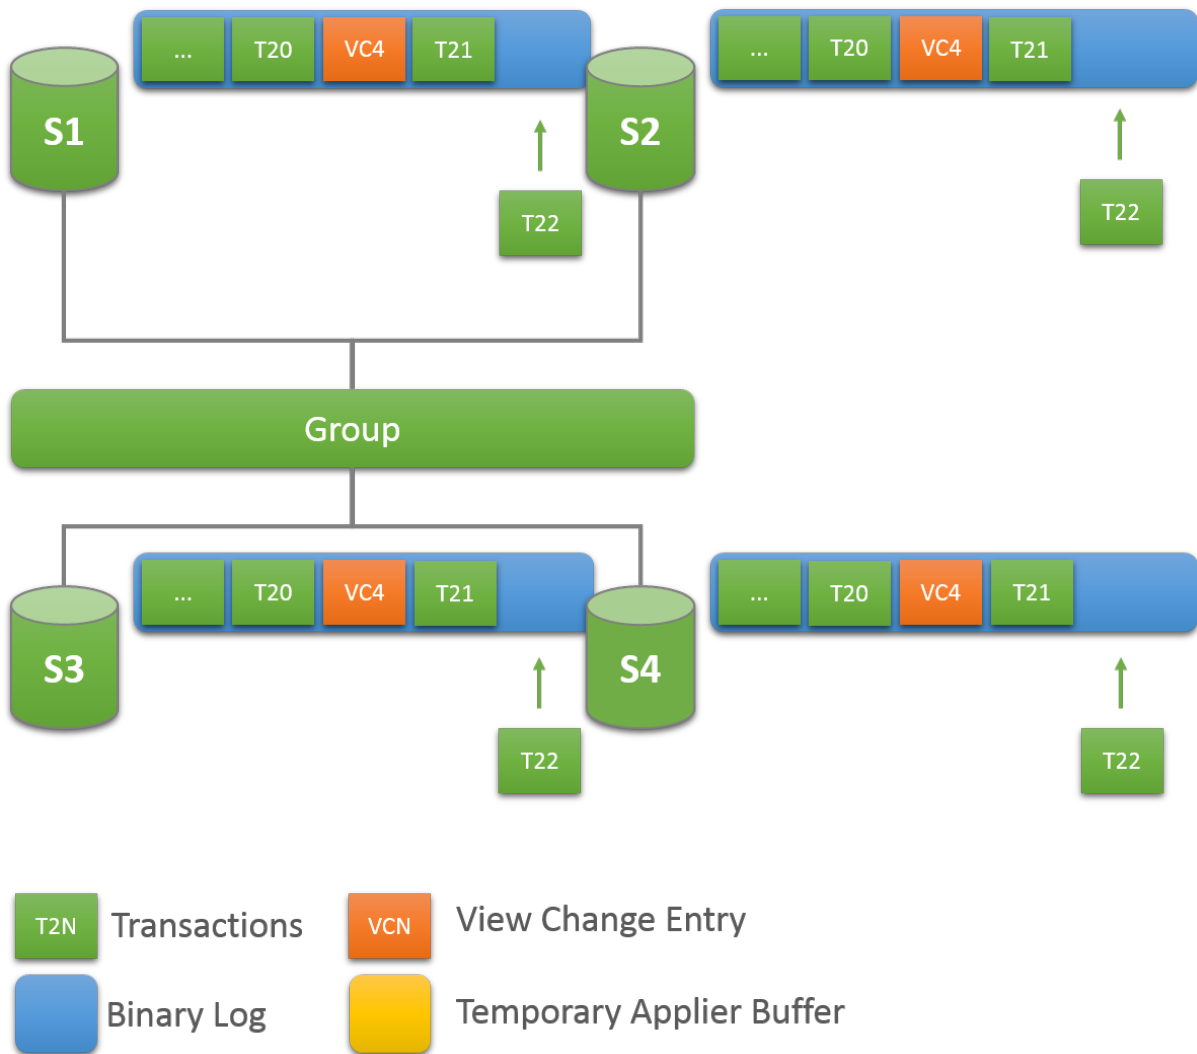 ... T20 VC4 T21
... T20 VC4 T21
S1
S2
T22
T22
Group
... T20 VC4 T21
... T20 VC4 T21
S3
S4
T22
T22
T2N Transactions
VCN View Change Entry
Binary Log
Temporary Applier Buffer